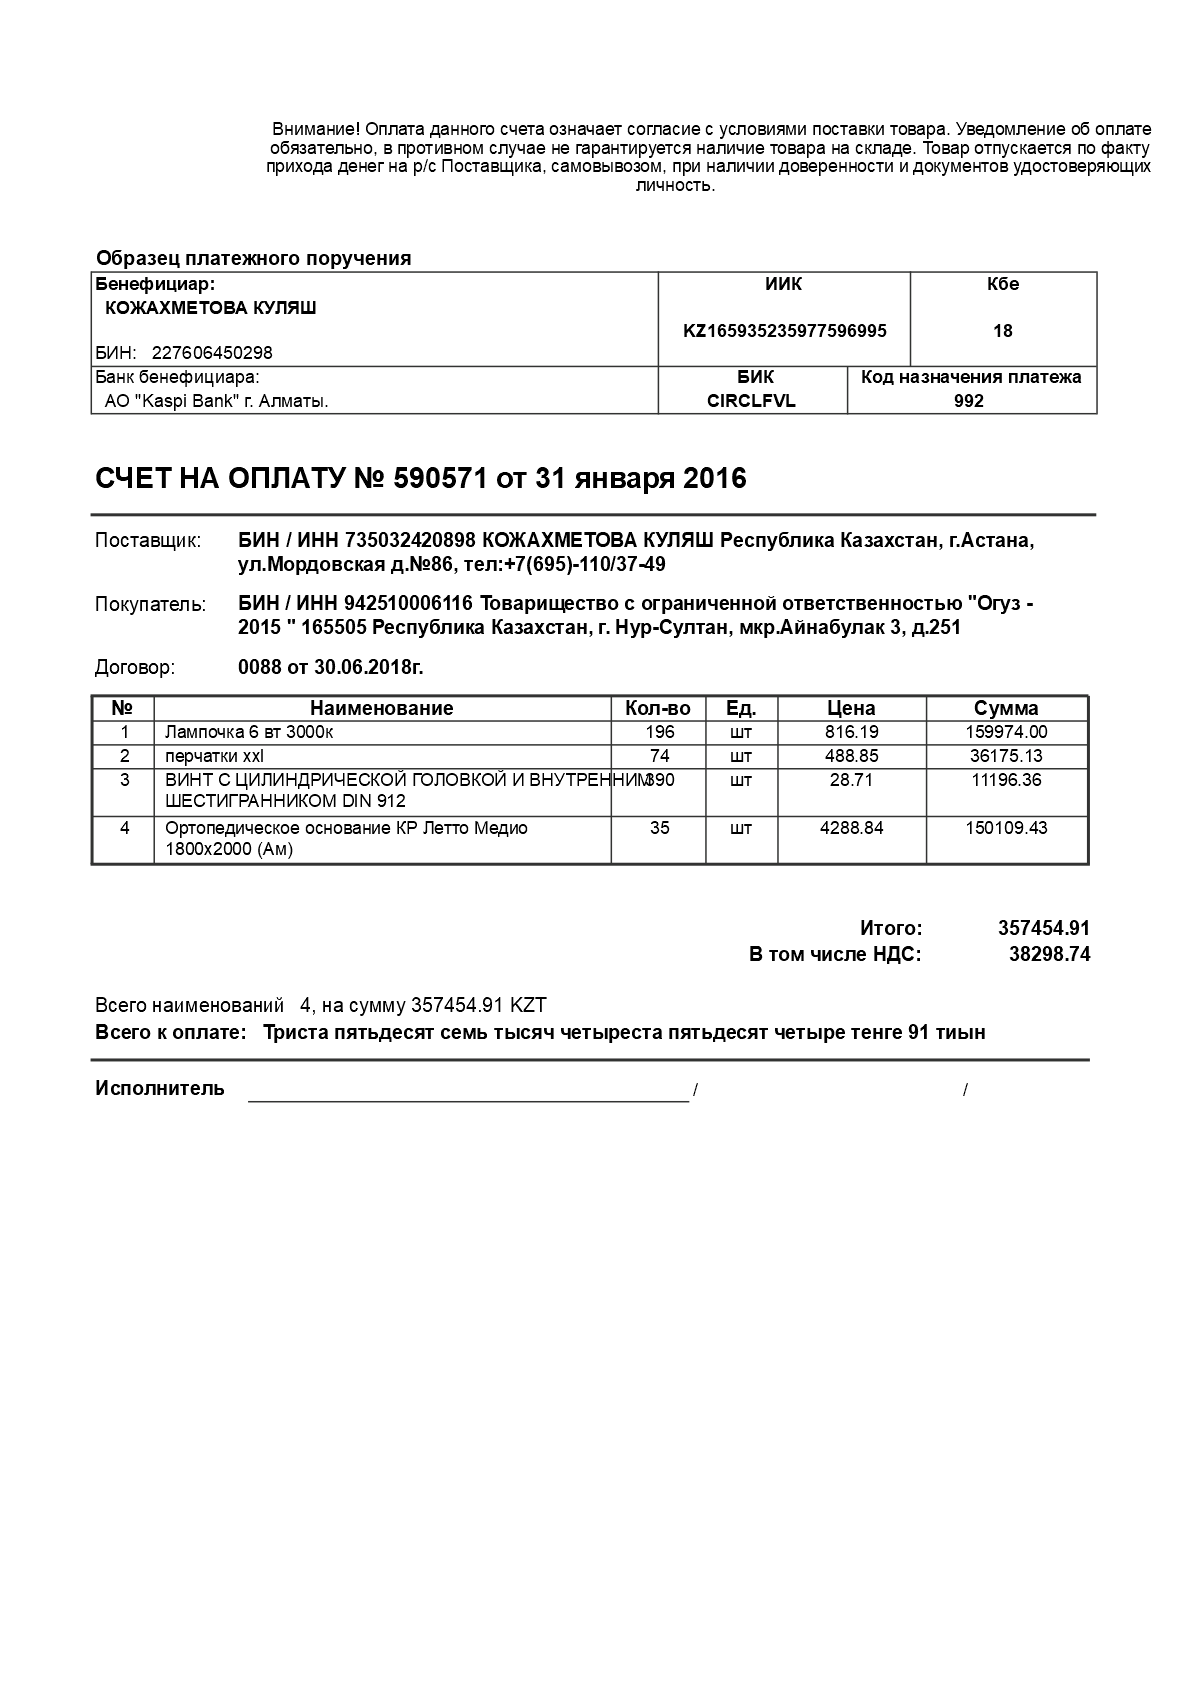 Внимание! Оплата данного счета означает согласие с условиями поставки товара. Уведомление об оплате
обязательно, в противном случае не гарантируется наличие товара на складе. Товар отпускается по факту
прихода денег на р/с Поставщика, самовывозом, при наличии доверенности и документов удостоверяющих
личность.
Образец платежного поручения
Бенефициар: ИИК Кбе
КОЖАХМЕТОВА КУЛЯШ
KZ165935235977596995 18
БИН: 227606450298
Банк бенефициара: БИК Код назначения платежа
АО "Kaspi Bank" г. Алматы. CIRCLFVL 992
СЧЕТ НА ОПЛАТУ № 590571 от 31 января 2016
Поставщик: БИН / ИНН 735032420898 КОЖАХМЕТОВА КУЛЯШ Республика Казахстан, г.Астана,
ул.Мордовская д.№86, тел:+7(695)-110/37-49
Покупатель: БИН / ИНН 942510006116 Товарищество с ограниченной ответственностью "Огуз -
2015 " 165505 Республика Казахстан, г. Нур-Султан, мкр.Айнабулак 3, д.251
Договор: 0088 от 30.06.2018г.
№ Наименование Кол-во Ед. Цена Сумма
1 Лампочка 6 вт 3000к 196 шт 816.19 159974.00
2 перчатки xxl 74 шт 488.85 36175.13
3 ВИНТ С ЦИЛИНДРИЧЕСКОЙ ГОЛОВКОЙ И ВНУТРЕННИМ 390 шт 28.71 11196.36
ШЕСТИГРАННИКОМ DIN 912
4 Ортопедическое основание КР Летто Медио 35 шт 4288.84 150109.43
1800х2000 (Ам)
Итого: 357454.91
В том числе НДС: 38298.74
Всего наименований 4, на сумму 357454.91 KZT
Всего к оплате: Триста пятьдесят семь тысяч четыреста пятьдесят четыре тенге 91 тиын
Исполнитель / /